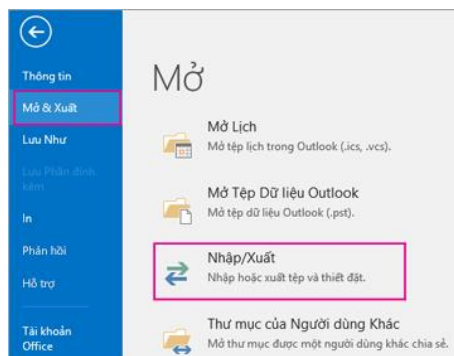 Thông tin
Mở & Xuất
Lưu Như
Lưu Phần đính
kèm
In
Phản hồi
Hỗ trợ
Tài khoản
Office
Mở
Mở Lịch
Mở tệp lịch trong Outlook (.ics, .vcs).
Mở Tệp Dữ liệu Outlook
Mở tệp dữ liệu Outlook (.pst).
Nhập/Xuất
Nhập hoặc xuất tệp và thiết đặt.
Thư mục của Người dùng Khác
Mở thư mục được một người dùng khác chia sẻ.